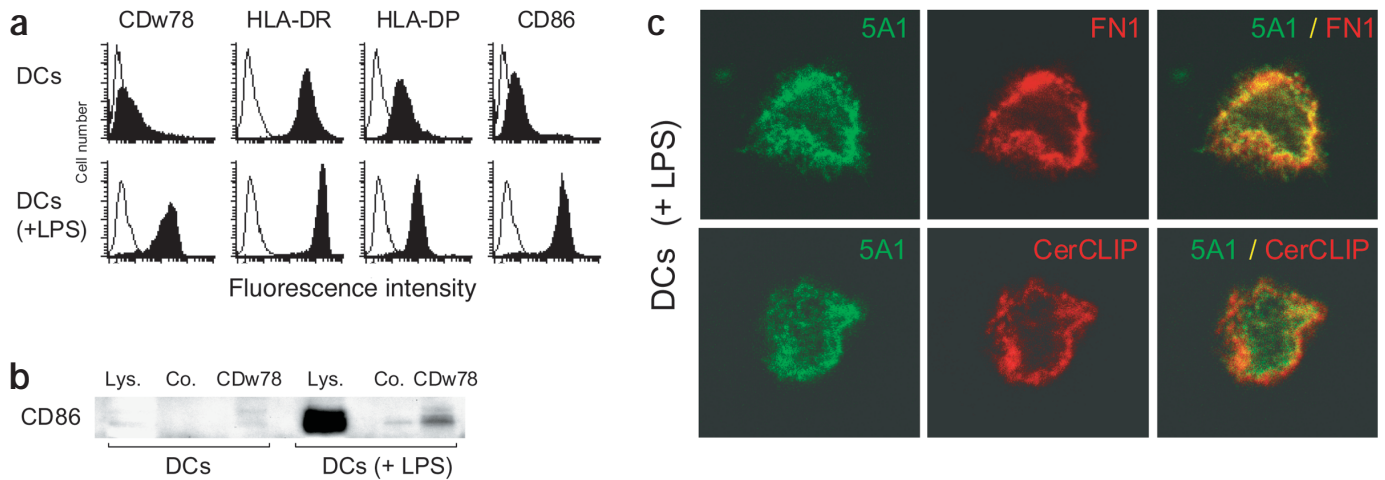 a
CDw78 HLA-DR HLA-DP CD86
DCs
Cell number
DCs
(+LPS)
Fluorescence intensity
b
Lys. Co. CDw78 Lys. Co. CDw78
CD86
DCs DCs (+ LPS)
c
DCs (+ LPS)
5A1 FN1 5A1 / FN1
5A1 CerCLIP 5A1 / CerCLIP